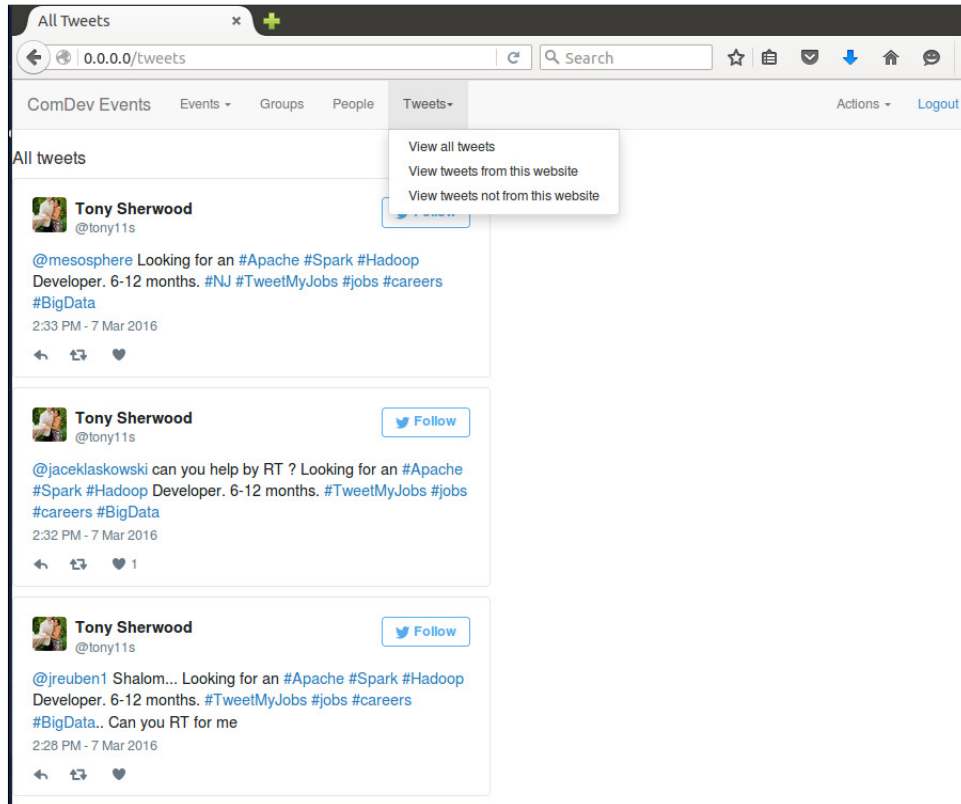 All Tweets
0.0.0.0/tweets
Search
ComDev Events Events Groups People Tweets Actions Logout
View all tweets
View tweets from this website
View tweets not from this website
All tweets
Tony Sherwood
@tony11s
Follow
@mesosphere Looking for an #Apache #Spark #Hadoop
Developer. 6-12 months. #NJ #TweetMyJobs #jobs #careers
#BigData
2:33 PM - 7 Mar 2016
Tony Sherwood
@tony11s
Follow
@jaceklaskowski can you help by RT ? Looking for an #Apache
#Spark #Hadoop Developer. 6-12 months. #TweetMyJobs #jobs
#careers #BigData
2:32 PM - 7 Mar 2016
1
Tony Sherwood
@tony11s
Follow
@jreuben1 Shalom... Looking for an #Apache #Spark #Hadoop
Developer. 6-12 months. #TweetMyJobs #jobs #careers
#BigData.. Can you RT for me
2:28 PM - 7 Mar 2016